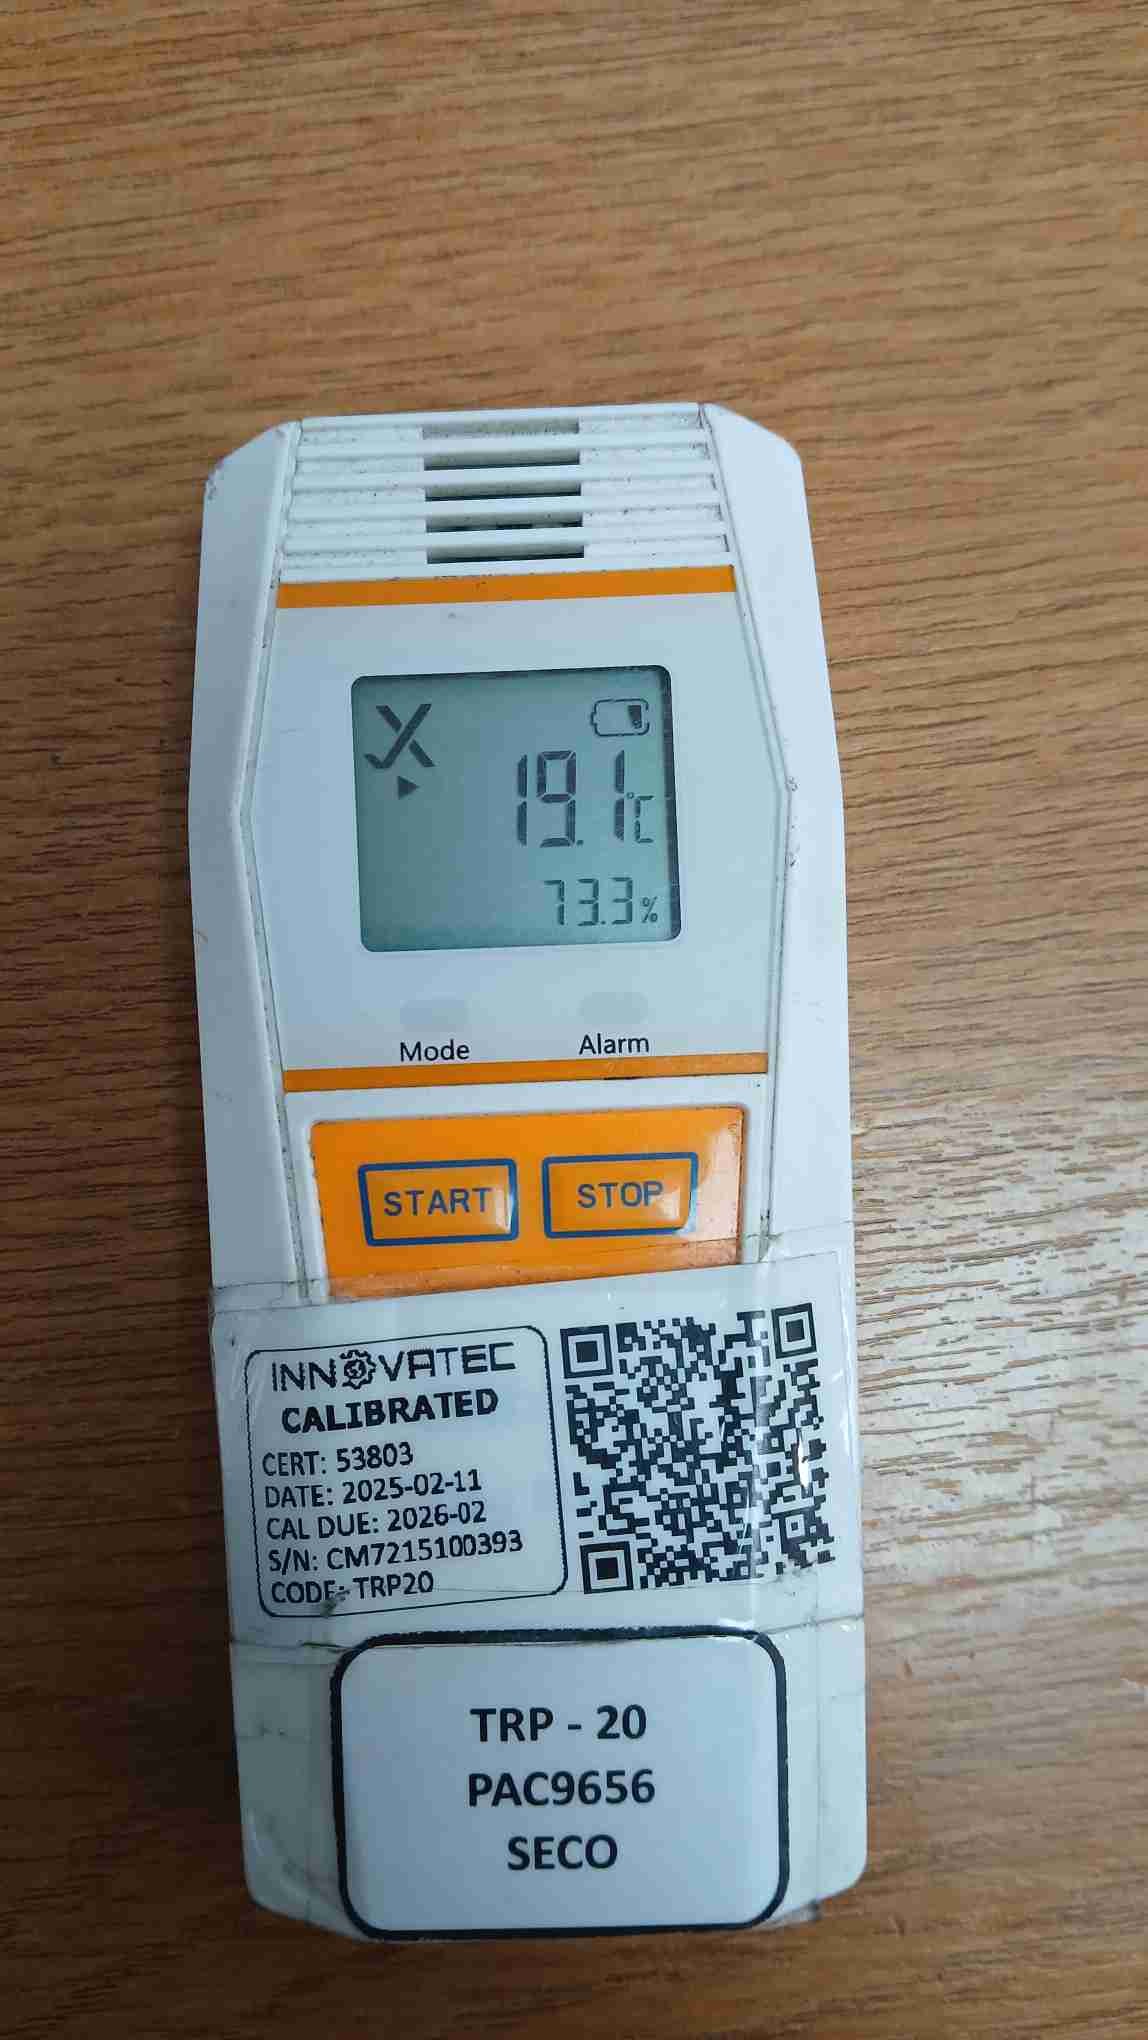 19.1℃
73.3%
Mode Alarm
START STOP
INNOVATEC
CALIBRATED
CERT: 53803
DATE: 2025-02-11
CAL DUE: 2026-02
S/N: CM7215100393
CODE: TRP20
TRP - 20
PAC9656
SECO